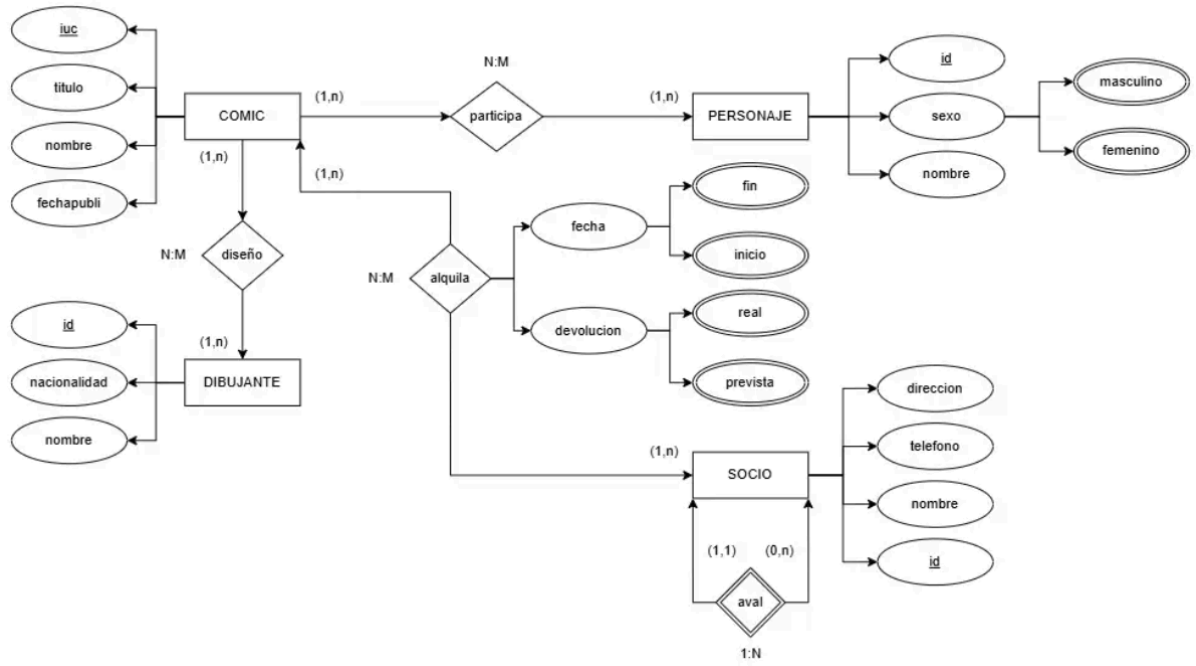 iuc
titulo
nombre
fechapubli
COMIC
(1,n)
N:M
participa
(1,n)
PERSONAJE
id
sexo
nombre
masculino
femenino
(1,n)
(1,n)
N:M
diseño
(1,n)
DIBUJANTE
id
nacionalidad
nombre
N:M
alquila
fecha
fin
inicio
devolucion
real
prevista
(1,n)
SOCIO
direccion
telefono
nombre
id
(1,1)
(0,n)
aval
1:N